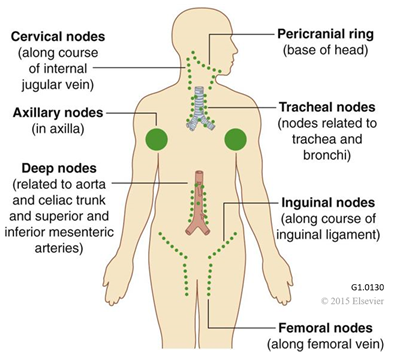 Cervical nodes
(along course
of internal
jugular vein)
Pericranial ring
(base of head)
Axillary nodes
(in axilla)
Tracheal nodes
(nodes related to
trachea and
bronchi)
Deep nodes
(related to aorta
and celiac trunk
and superior and
inferior mesenteric
arteries)
Inguinal nodes
(along course of
inguinal ligament)
G1.0130
© 2015 Elsevier
Femoral nodes
(along femoral vein)